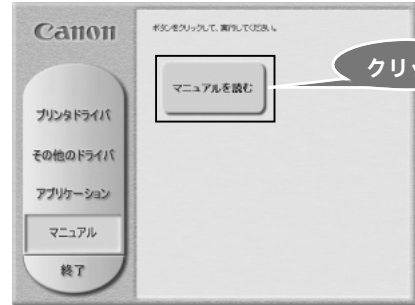 Canon
ボタンをクリックして、実行してください。
マニュアルを読む
クリッ
プリンタドライバ
その他のドライバ
アプリケーション
マニュアル
終了